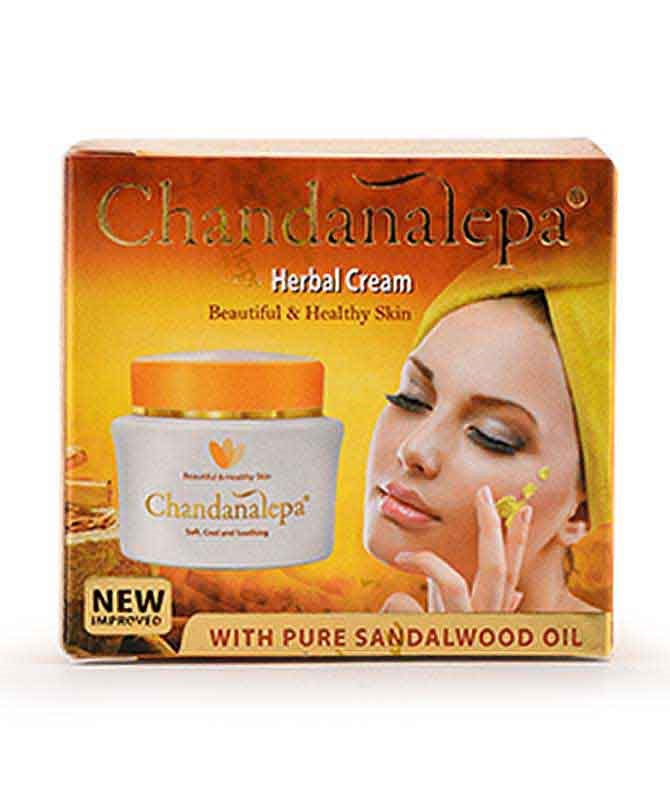 Chandanalepa®
Herbal Cream
Beautiful & Healthy Skin
Beautiful & Healthy Skin
Chandanalepa®
Soft, Cool and Soothing
NEW
IMPROVED
WITH PURE SANDALWOOD OIL